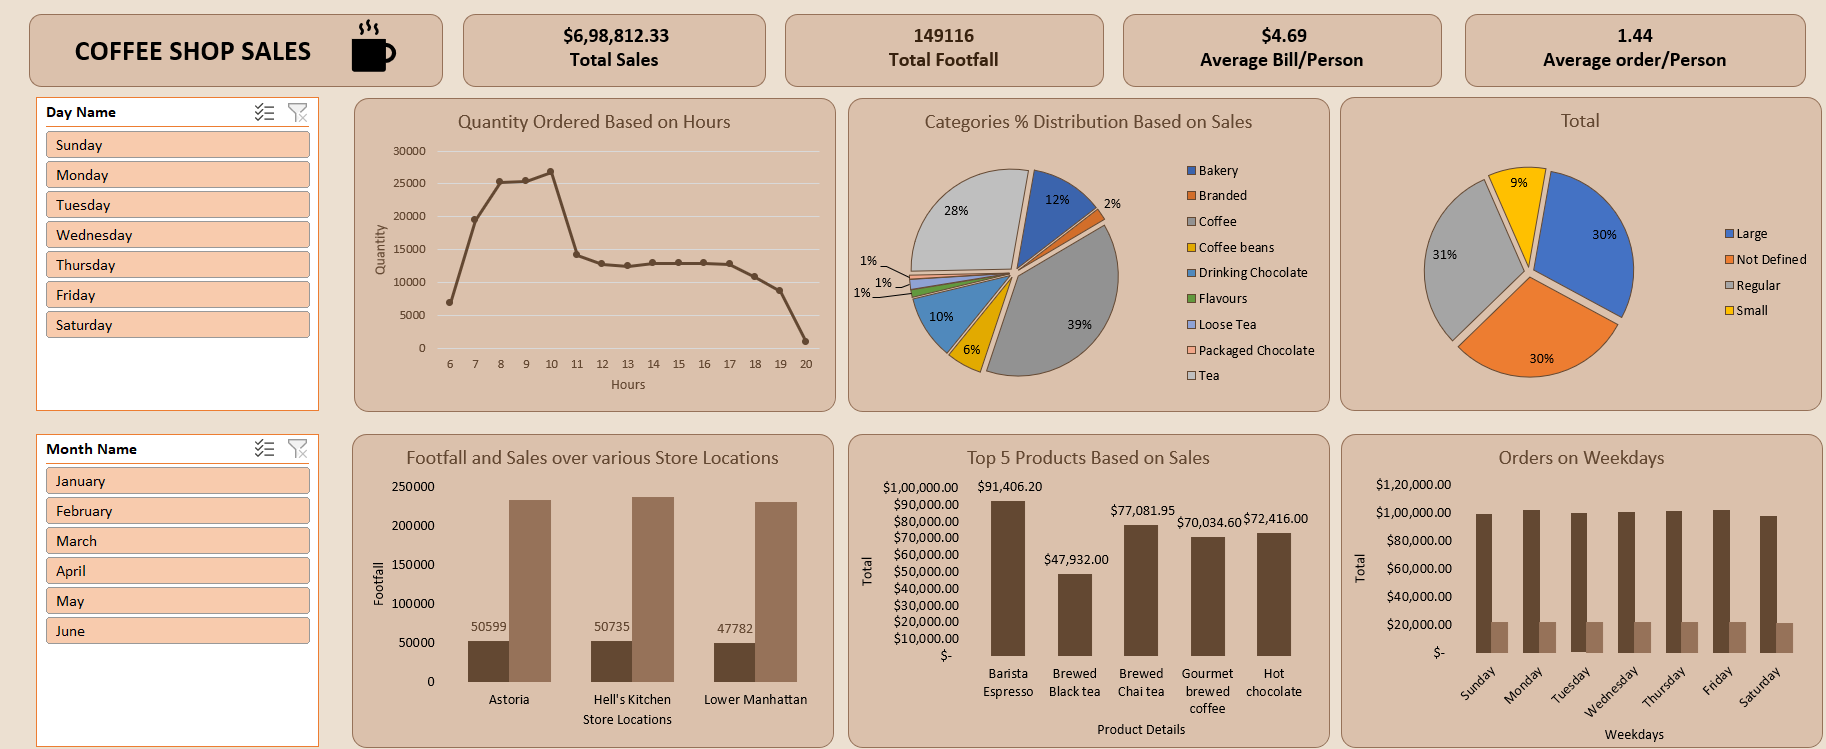 COFFEE SHOP SALES
$6,98,812.33
Total Sales
149116
Total Footfall
$4.69
Average Bill/Person
1.44
Average order/Person
Day Name
Sunday
Monday
Tuesday
Wednesday
Thursday
Friday
Saturday
Quantity Ordered Based on Hours
30000
25000
20000
15000
10000
5000
0
Quantity
6 7 8 9 10 11 12 13 14 15 16 17 18 19 20
Hours
Categories % Distribution Based on Sales
12%
2%
39%
6%
10%
1%
1%
1%
28%
Bakery
Branded
Coffee
Coffee beans
Drinking Chocolate
Flavours
Loose Tea
Packaged Chocolate
Tea
Total
30%
30%
31%
9%
Large
Not Defined
Regular
Small
Month Name
January
February
March
April
May
June
Footfall and Sales over various Store Locations
250000
200000
150000
100000
50000
0
Footfall
50599
50735
47782
Astoria
Hell's Kitchen
Lower Manhattan
Store Locations
Top 5 Products Based on Sales
$1,00,000.00
$90,000.00
$80,000.00
$70,000.00
$60,000.00
$50,000.00
$40,000.00
$30,000.00
$20,000.00
$10,000.00
$-
Total
$91,406.20
$47,932.00
$77,081.95
$70,034.60
$72,416.00
Barista
Espresso
Brewed
Black tea
Brewed
Chai tea
Gourmet
brewed
coffee
Hot
chocolate
Product Details
Orders on Weekdays
$1,20,000.00
$1,00,000.00
$80,000.00
$60,000.00
$40,000.00
$20,000.00
$-
Total
Sunday
Monday
Tuesday
Wednesday
Thursday
Friday
Saturday
Weekdays